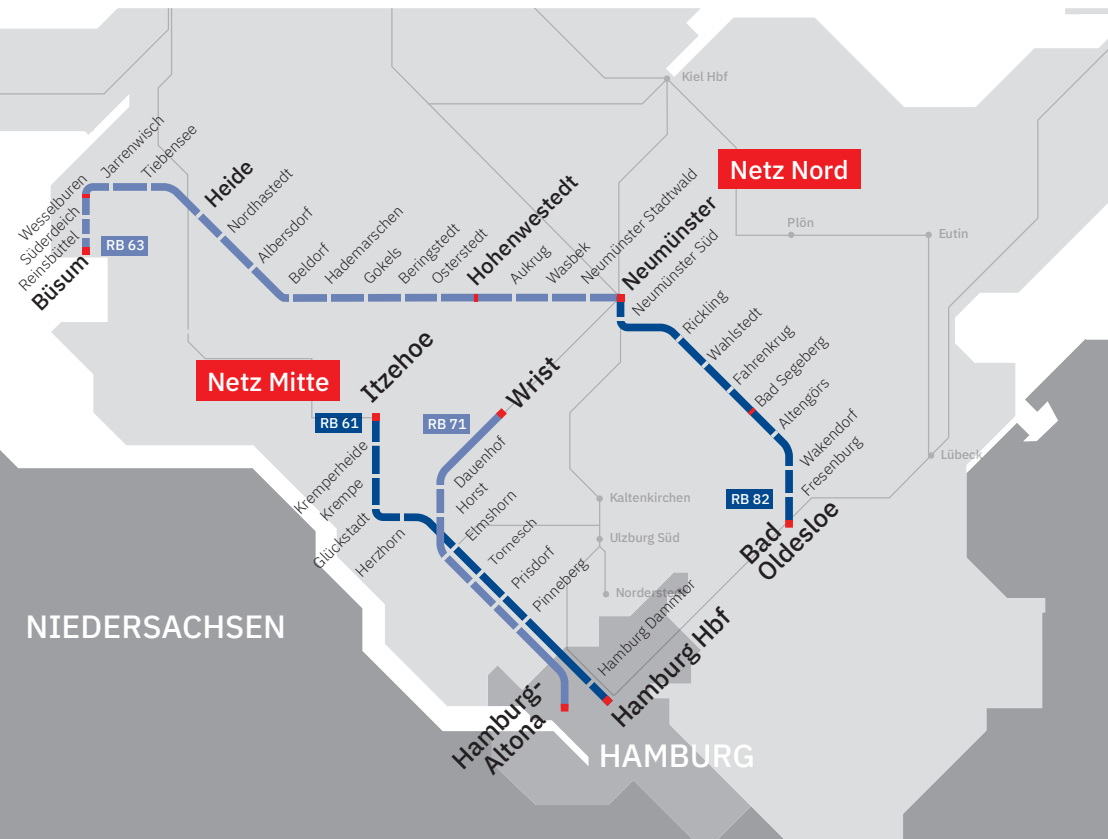 Kiel Hbf
Netz Nord
Plön
Eutin
Lübeck
Jarrenwisch
Tiebensee
Wesselburen
Süderdeich
Reinsbüttel
Büsum
RB 63
Heide
Nordhastedt
Albersdorf
Beldorf
Hademarschen
Gokels
Beringstedt
Osterstedt
Hohenwestedt
Aukrug
Wasbek
Neumünster Stadtwald
Neumünster
Neumünster Süd
Rickling
Wahlstedt
Fahrenkrug
Bad Segeberg
Altengörs
Wakendorf
Fresenburg
RB 82
Bad
Oldesloe
Netz Mitte
Itzehoe
RB 61
Kremperheide
Krempe
Glückstadt
Herzhorn
RB 71
Wrist
Dauenhof
Horst
Elmshorn
Tornesch
Prisdorf
Pinneberg
Kaltenkirchen
Ulzburg Süd
Norderstedt
Hamburg Dammtor
Hamburg Hbf
Hamburg-
Altona
NIEDERSACHSEN
HAMBURG